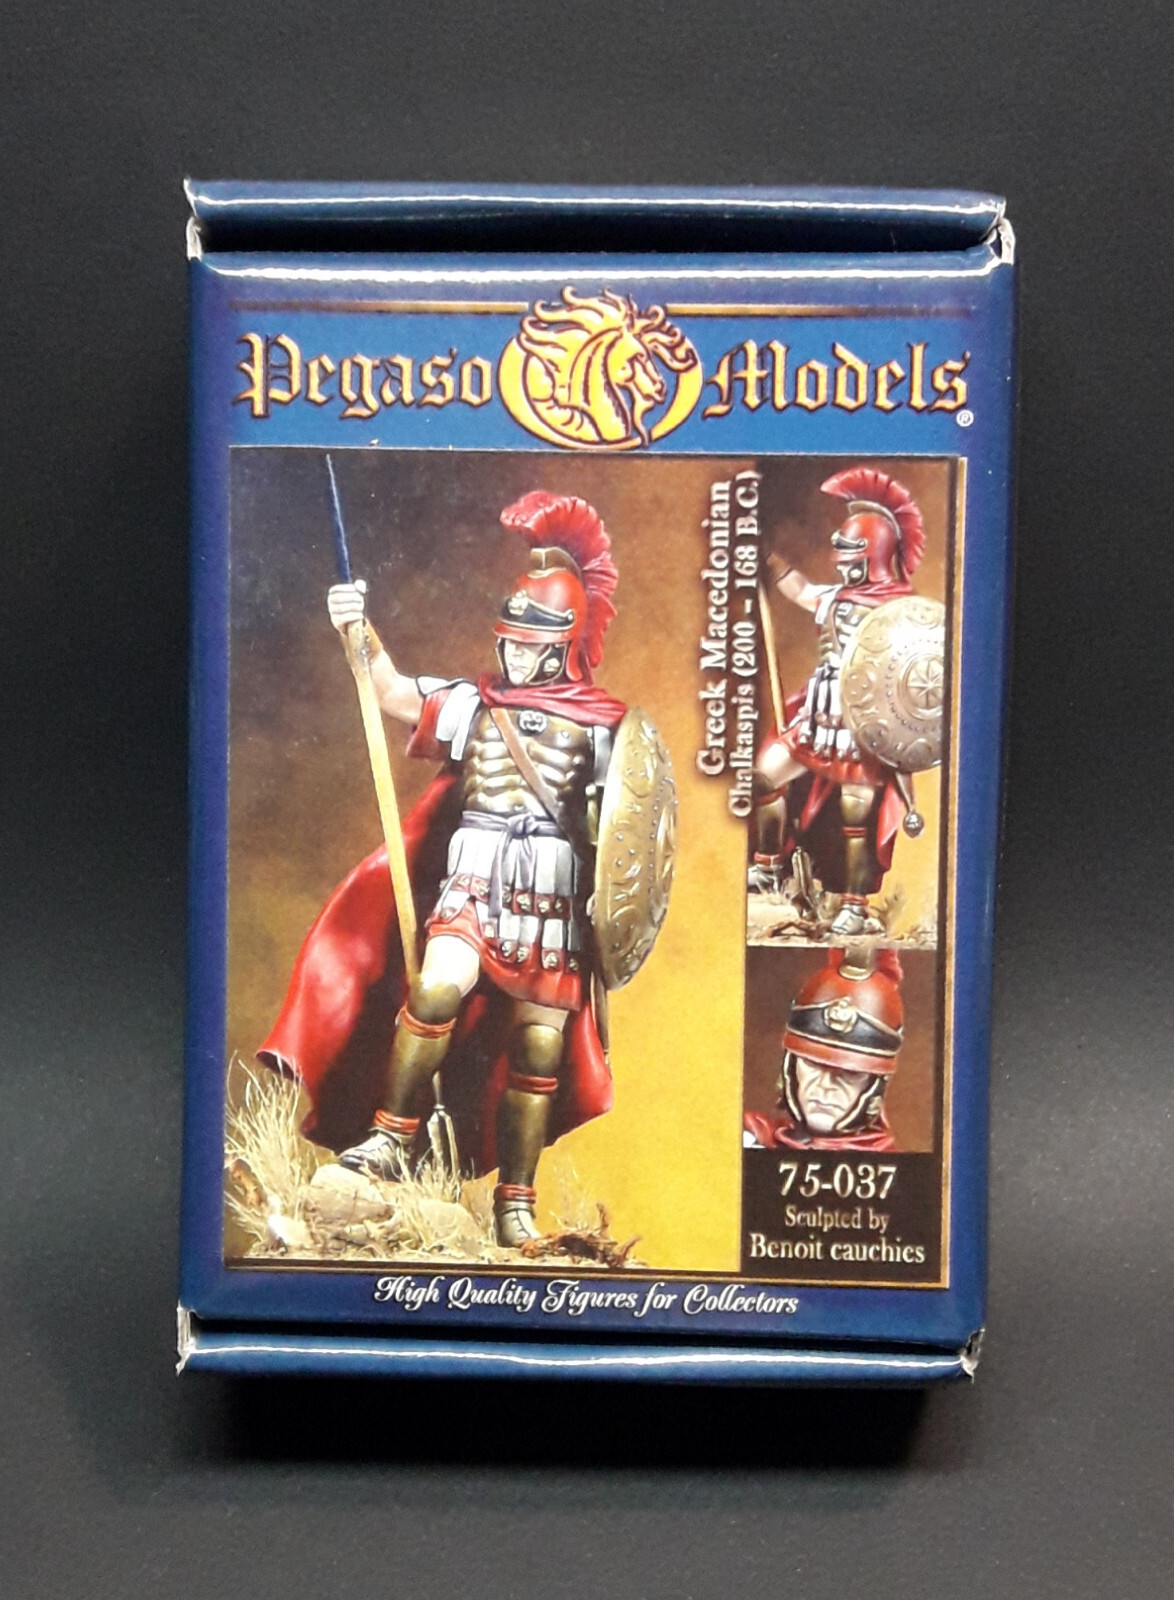 Pegaso Models®
Greek Macedonian
Chalkaspis (200 - 168 B.C.)
75-037
Sculpted by
Benoit cauchies
High Quality Figures for Collectors